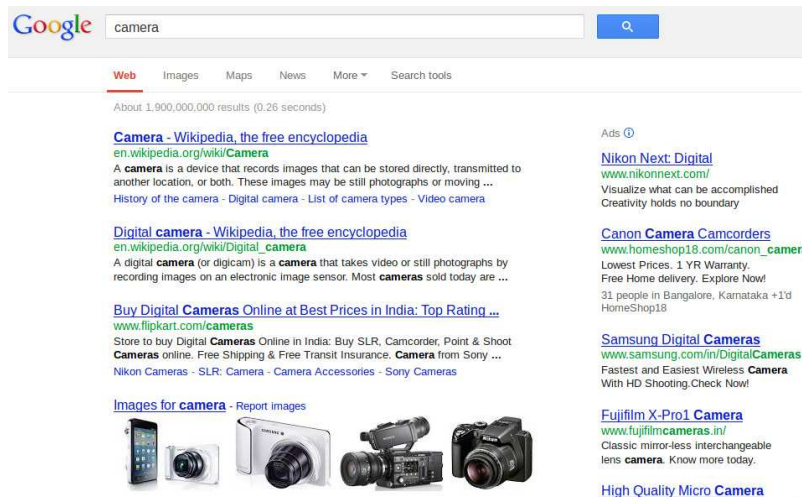 Google
camera
Web Images Maps News More Search tools
About 1,900,000,000 results (0.26 seconds)
Camera - Wikipedia, the free encyclopedia
en.wikipedia.org/wiki/Camera
A camera is a device that records images that can be stored directly, transmitted to
another location, or both. These images may be still photographs or moving ...
History of the camera - Digital camera - List of camera types - Video camera
Digital camera - Wikipedia, the free encyclopedia
en.wikipedia.org/wiki/Digital_camera
A digital camera (or digicam) is a camera that takes video or still photographs by
recording images on an electronic image sensor. Most cameras sold today are ...
Buy Digital Cameras Online at Best Prices in India: Top Rating ...
www.flipkart.com/cameras
Store to buy Digital Cameras Online in India: Buy SLR, Camcorder, Point & Shoot
Cameras online. Free Shipping & Free Transit Insurance. Camera from Sony ...
Nikon Cameras - SLR: Camera - Camera Accessories - Sony Cameras
Images for camera - Report images
Ads
Nikon Next: Digital
www.nikonnext.com/
Visualize what can be accomplished
Creativity holds no boundary
Canon Camera Camcorders
www.homeshop18.com/canon_camer
Lowest Prices. 1 YR Warranty.
Free Home delivery. Explore Now!
31 people in Bangalore, Karnataka +1'd
HomeShop18
Samsung Digital Cameras
www.samsung.com/in/DigitalCameras
Fastest and Easiest Wireless Camera
With HD Shooting.Check Now!
Fujifilm X-Pro1 Camera
www.fujifilmcameras.in/
Classic mirror-less interchangeable
lens camera. Know more today.
High Quality Micro Camera